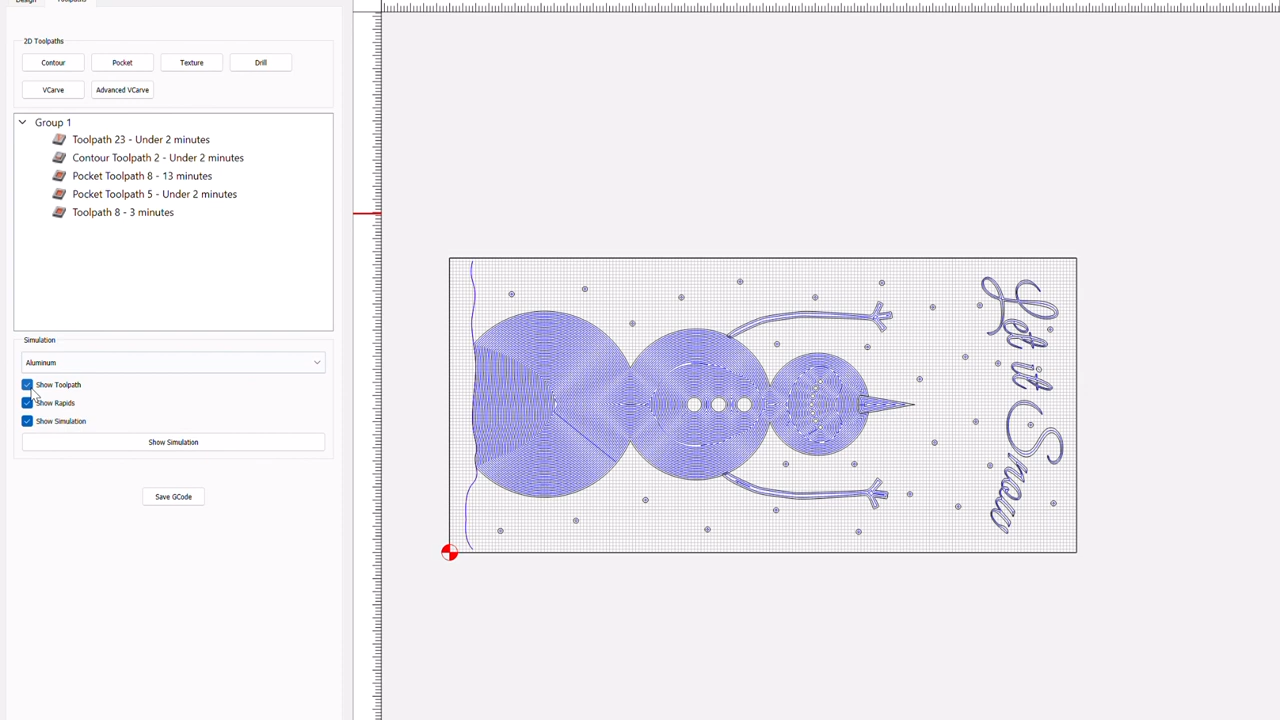 Design Toolpaths
2D Toolpaths
Contour Pocket Texture Drill
VCarve Advanced VCarve
Group 1
Toolpath 23 - Under 2 minutes
Contour Toolpath 2 - Under 2 minutes
Pocket Toolpath 8 - 13 minutes
Pocket Toolpath 5 - Under 2 minutes
Toolpath 8 - 3 minutes
Simulation
Aluminum
Show Toolpath
Show Rapids
Show Simulation
Show Simulation
Save GCode
Let it Snow